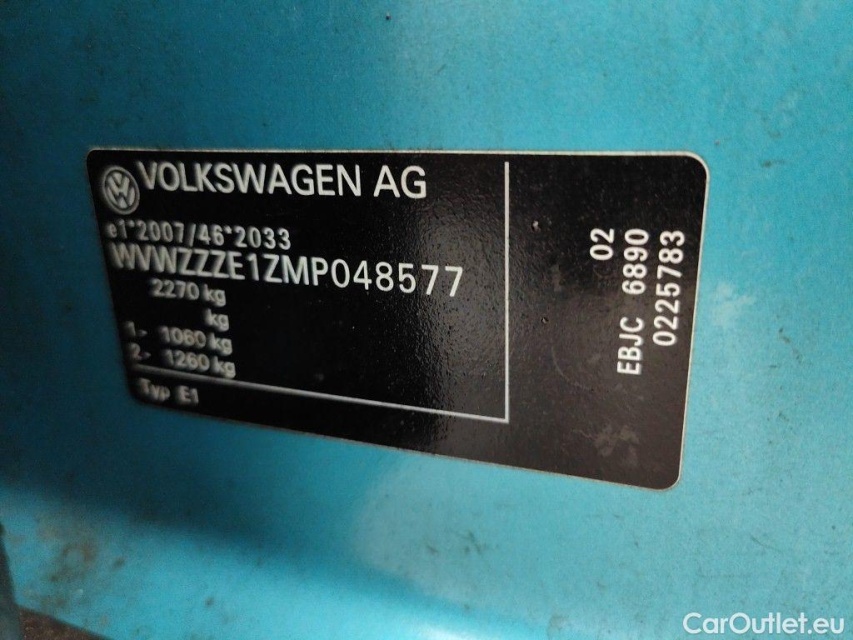 VOLKSWAGEN AG
e1*2007/46*2033
WVWZZZE1ZMP048577
2270 kg
kg
1- 1060 kg
2- 1260 kg
Typ E1
02
EBJC 6890
0225783
CarOutlet.eu